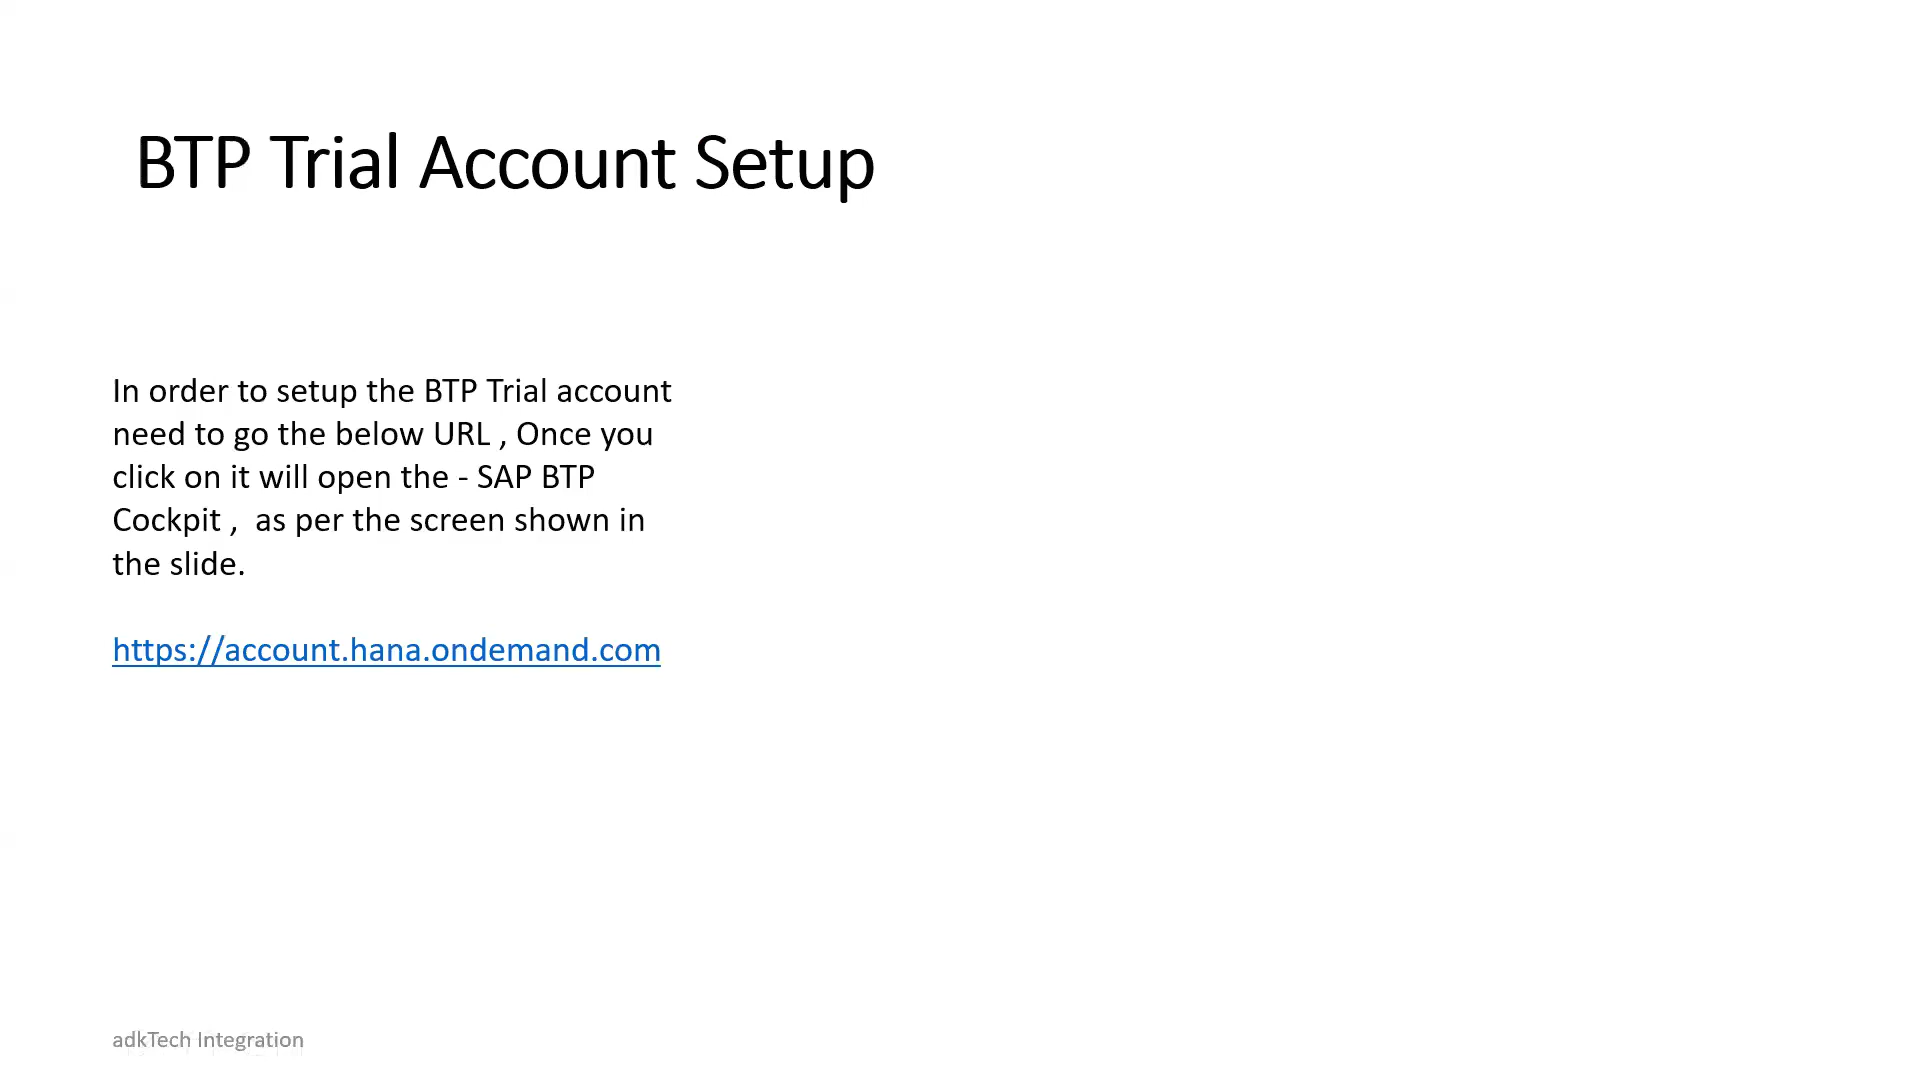 BTP Trial Account Setup
In order to setup the BTP Trial account
need to go the below URL , Once you
click on it will open the - SAP BTP
Cockpit ,  as per the screen shown in
the slide.
https://account.hana.ondemand.com
adkTech Integration